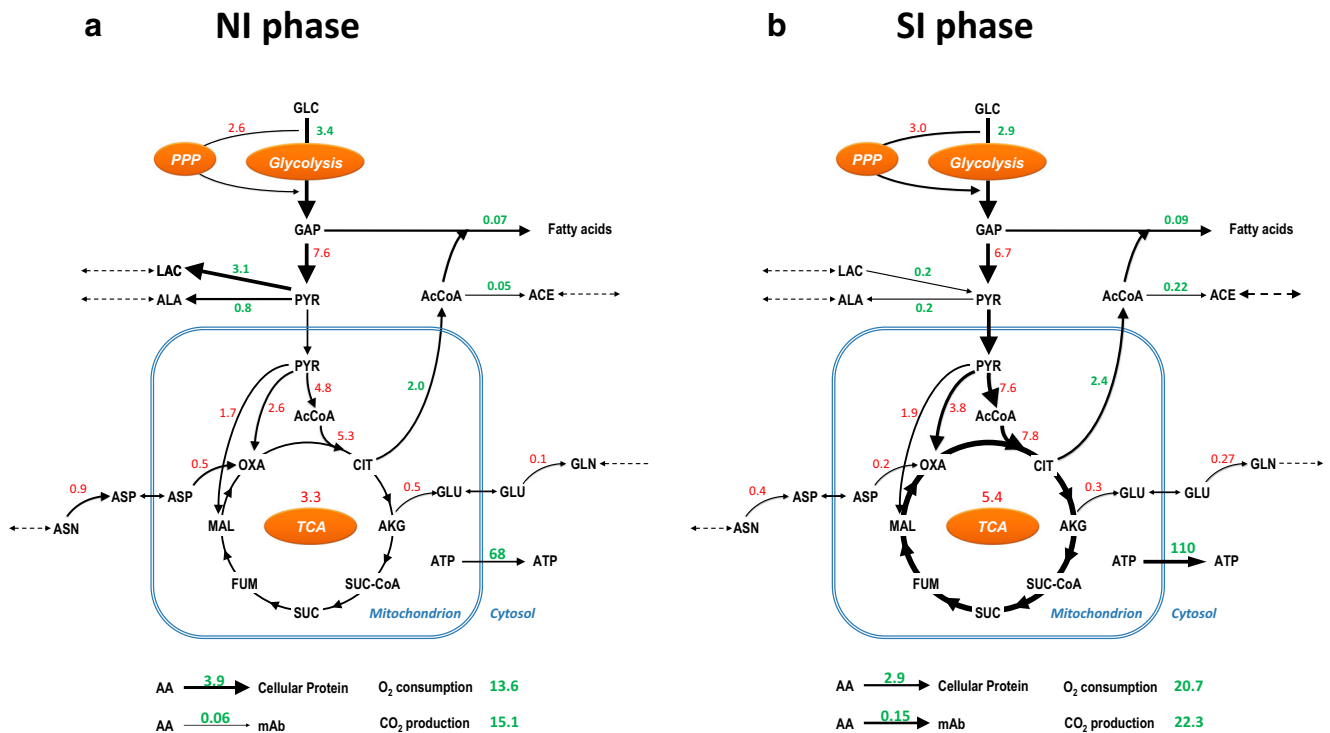 a NI phase
GLC
2.6
3.4
PPP
Glycolysis
GAP
0.07
Fatty acids
7.6
LAC
3.1
ALA
0.8
PYR
AcCoA
0.05
ACE
PYR
4.8
2.0
1.7
2.6
AcCoA
5.3
OXA
CIT
0.5
0.1
GLN
0.9
ASP
ASP
0.5
GLU
GLU
3.3
ASN
MAL
TCA
AKG
68
ATP
ATP
FUM
SUC-CoA
SUC
Mitochondrion
Cytosol
AA 3.9 Cellular Protein
O₂ consumption 13.6
AA 0.06 mAb
CO₂ production 15.1
b SI phase
GLC
3.0
2.9
PPP
Glycolysis
GAP
0.09
Fatty acids
6.7
LAC
0.2
ALA
0.2
PYR
AcCoA
0.22
ACE
PYR
7.6
2.4
1.9
3.8
AcCoA
7.8
OXA
CIT
0.2
0.27
GLN
0.4
ASP
ASP
0.3
GLU
GLU
5.4
ASN
MAL
TCA
AKG
110
ATP
ATP
FUM
SUC-CoA
SUC
Mitochondrion
Cytosol
AA 2.9 Cellular Protein
O₂ consumption 20.7
AA 0.15 mAb
CO₂ production 22.3